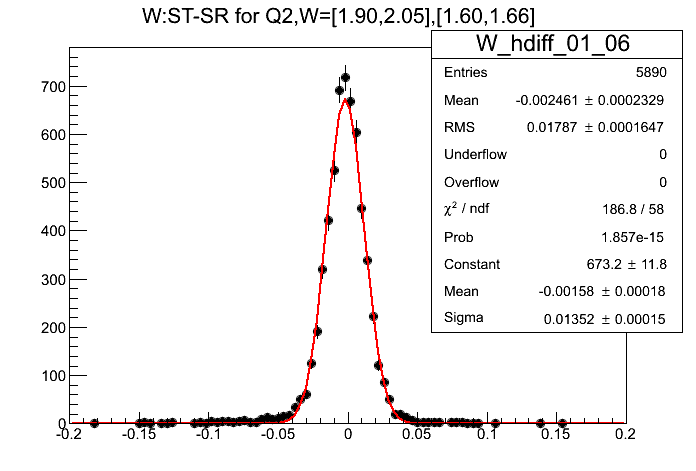 W:ST-SR for Q2,W=[1.90,2.05],[1.60,1.66]
W_hdiff_01_06
Entries 5890
Mean -0.002461 ± 0.0002329
RMS 0.01787 ± 0.0001647
Underflow 0
Overflow 0
χ² / ndf 186.8 / 58
Prob 1.857e-15
Constant 673.2 ± 11.8
Mean -0.00158 ± 0.00018
Sigma 0.01352 ± 0.00015
700
600
500
400
300
200
100
0
-0.2 -0.15 -0.1 -0.05 0 0.05 0.1 0.15 0.2